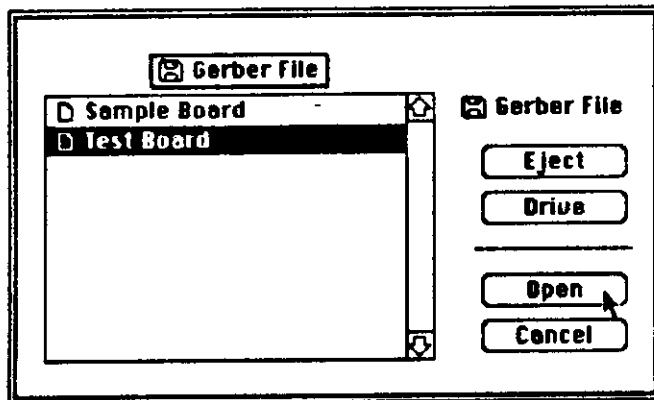 Gerber File
Sample Board
Test Board
Gerber File
Eject
Drive
Open
Cancel